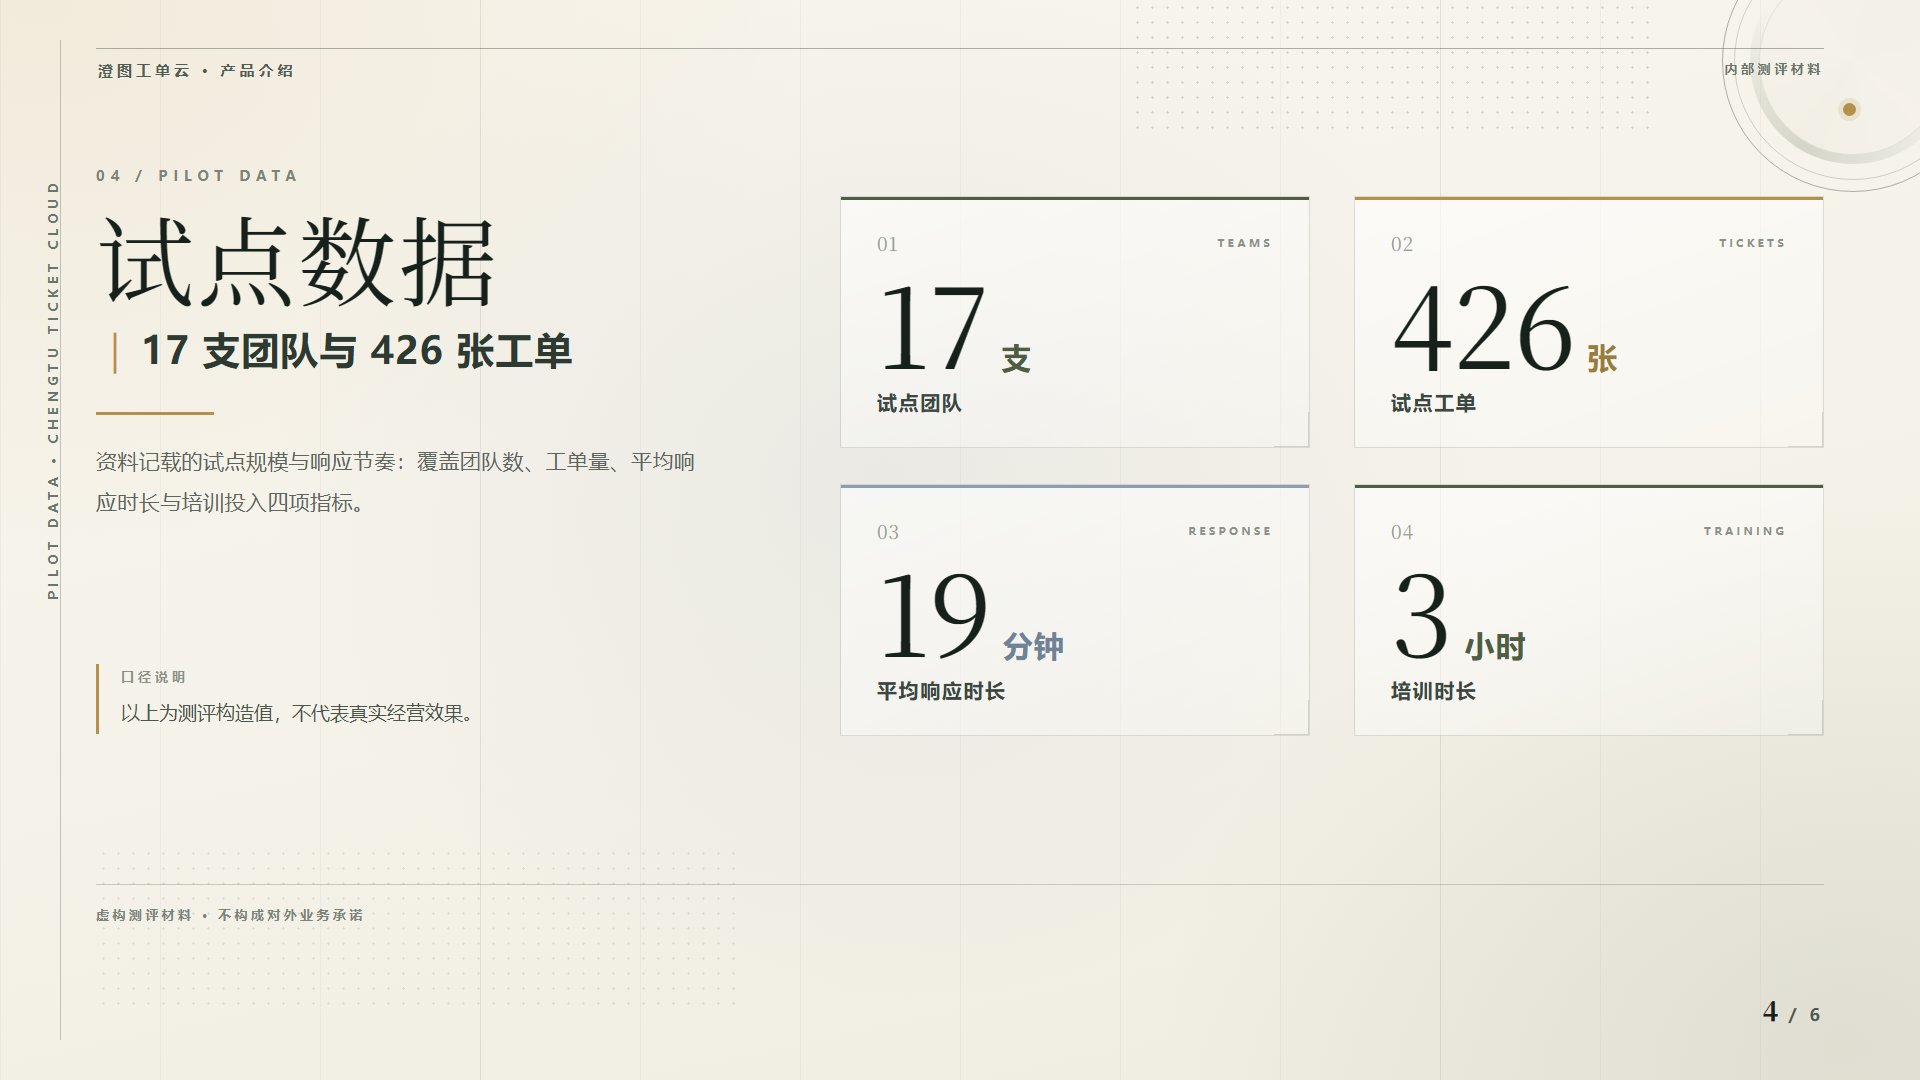 澄图工单云 • 产品介绍
内部测评材料
PILOT DATA • CHENGTU TICKET CLOUD
04 / PILOT DATA
试点数据
17 支团队与 426 张工单
资料记载的试点规模与响应节奏：覆盖团队数、工单量、平均响
应时长与培训投入四项指标。
口径说明
以上为测评构造值，不代表真实经营效果。
01
TEAMS
17 支
试点团队
02
TICKETS
426 张
试点工单
03
RESPONSE
19 分钟
平均响应时长
04
TRAINING
3 小时
培训时长
虚构测评材料 • 不构成对外业务承诺
4 / 6